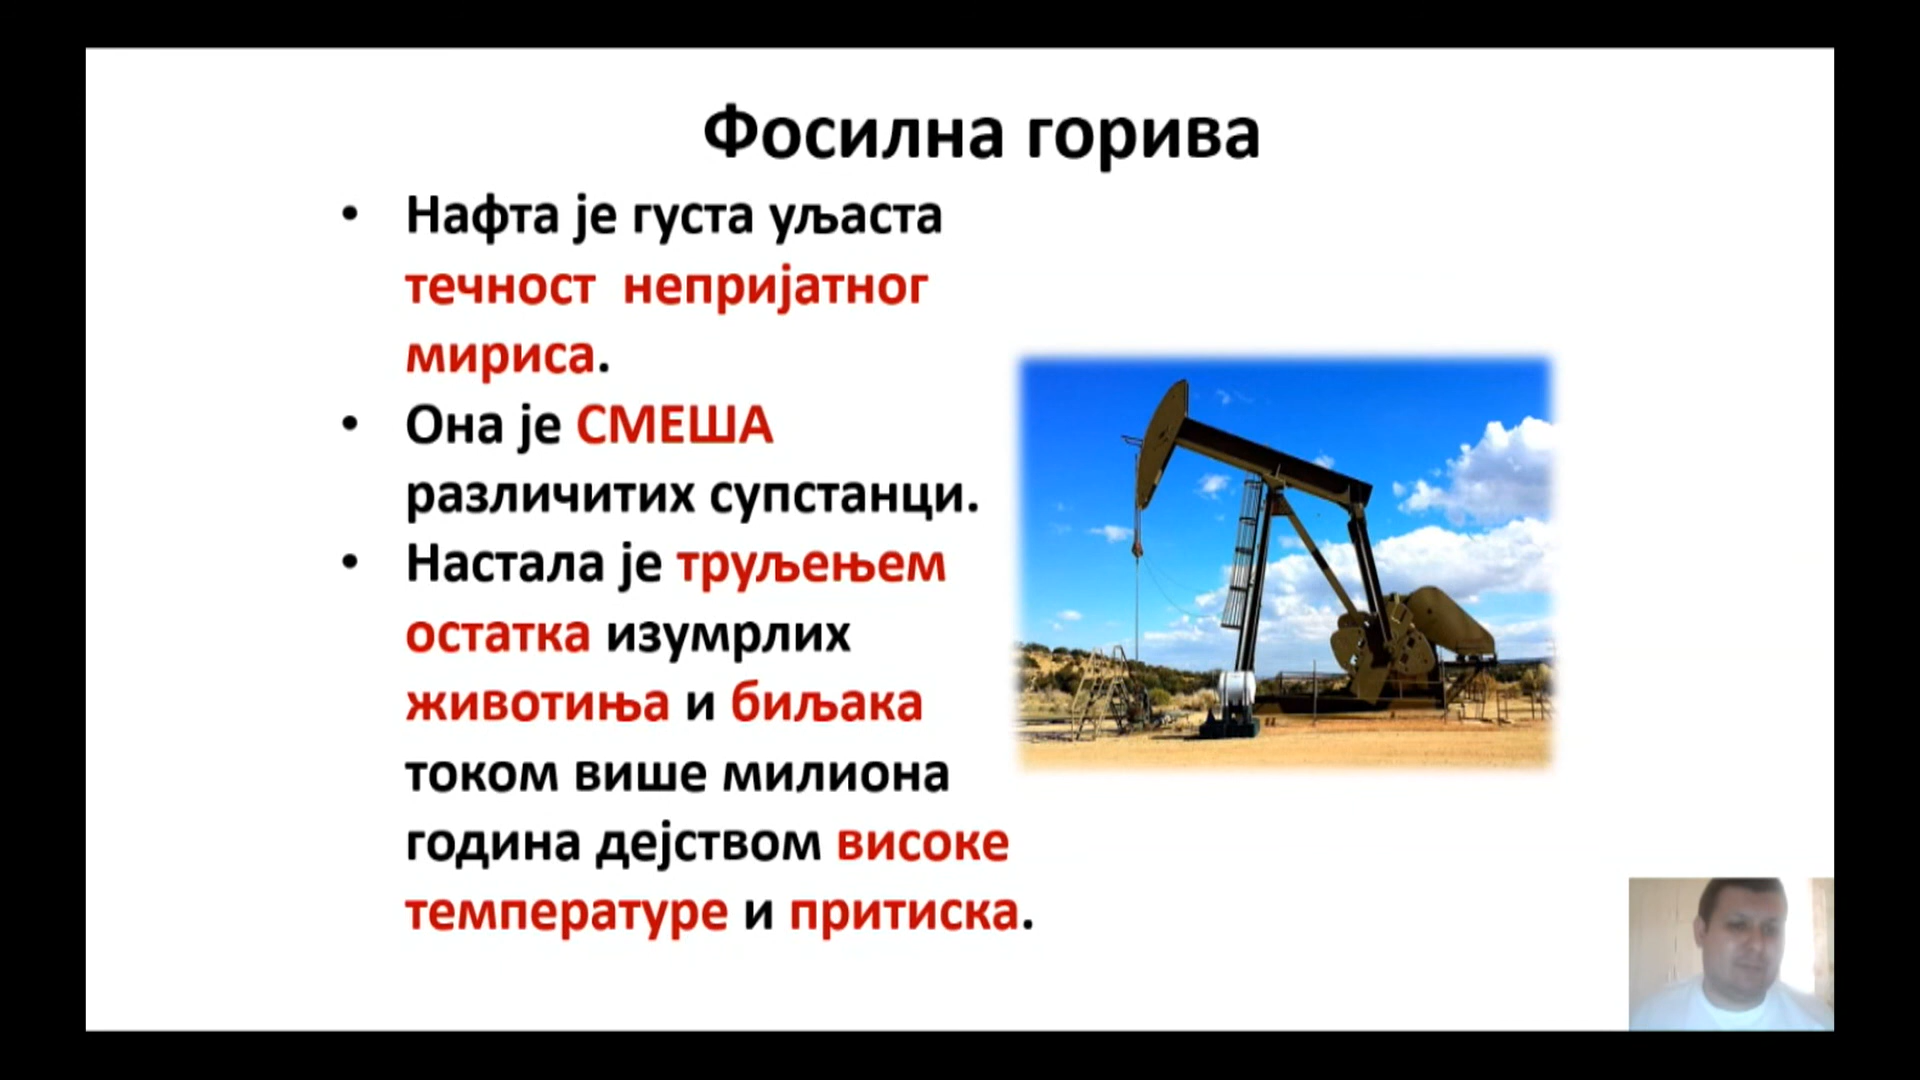 Фосилна горива
• Нафта је густа уљаста
течност непријатног
мириса.
• Она је СМЕША
различитих супстанци.
• Настала је труљењем
остатка изумрлих
животиња и биљака
током више милиона
година дејством високе
температуре и притиска.